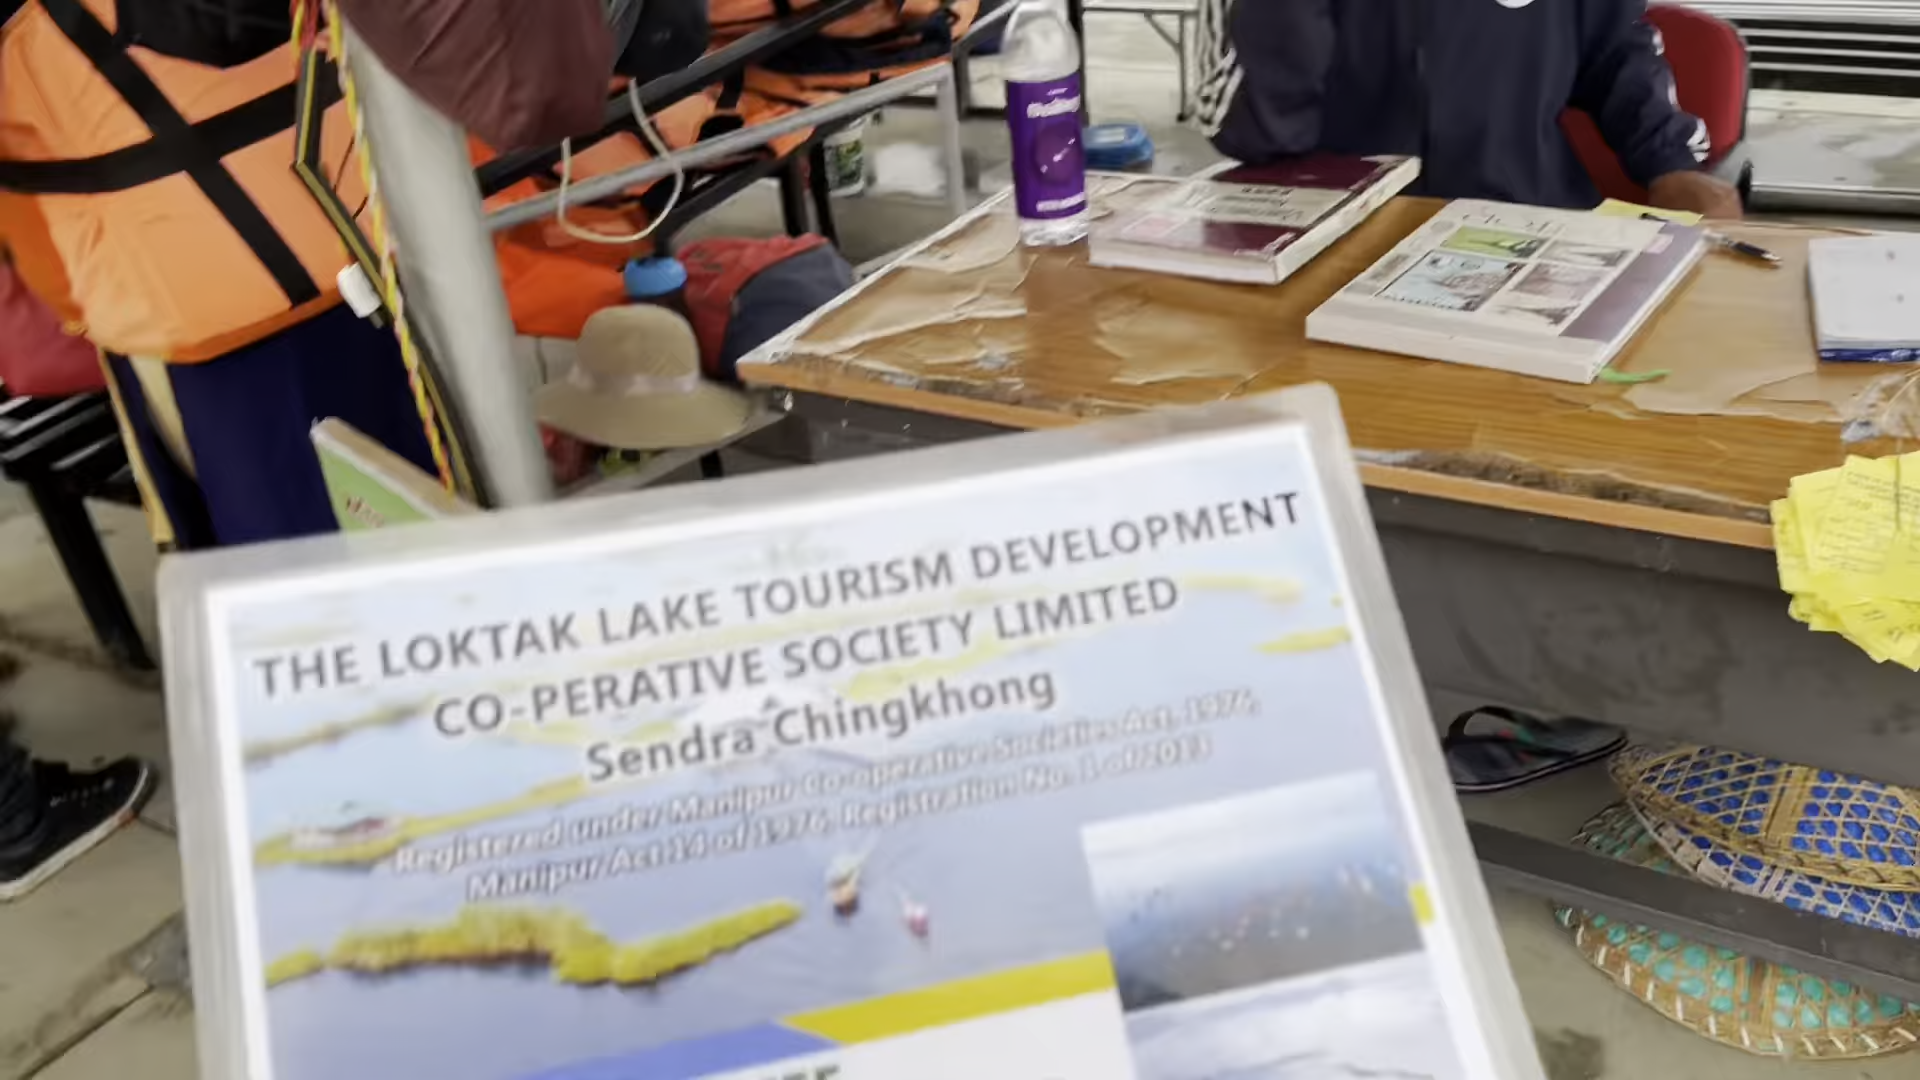 THE LOKTAK LAKE TOURISM DEVELOPMENT
CO-PERATIVE SOCIETY LIMITED
Sendra Chingkhong
Registered under Manipur Co-operative Societies Act, 1976,
Manipur Act 14 of 1976, Registration No. 1 of 2013